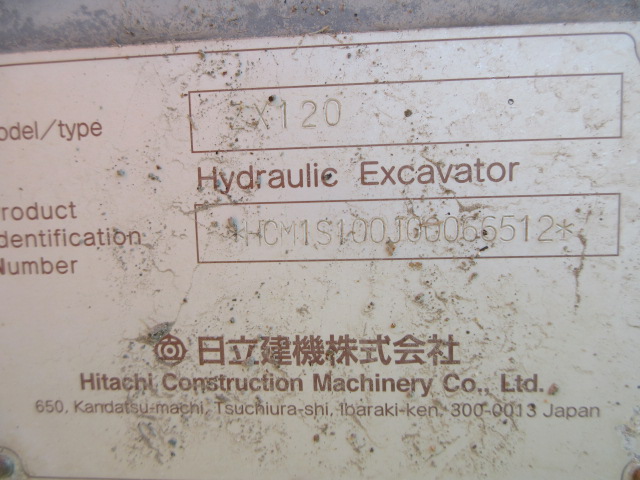 odel/type
X120
Hydraulic Excavator
roduct
dentification
Number
*HCM1S100J00066512*
日立建機株式会社
Hitachi Construction Machinery Co., Ltd.
650, Kandatsu-machi, Tsuchiura-shi, Ibaraki-ken, 300-0013 Japan